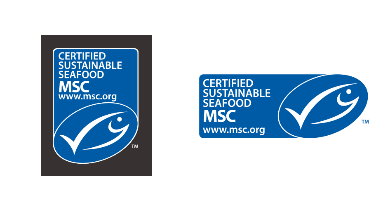 CERTIFIED
SUSTAINABLE
SEAFOOD
MSC
www.msc.org
TM
CERTIFIED
SUSTAINABLE
SEAFOOD
MSC
www.msc.org
TM